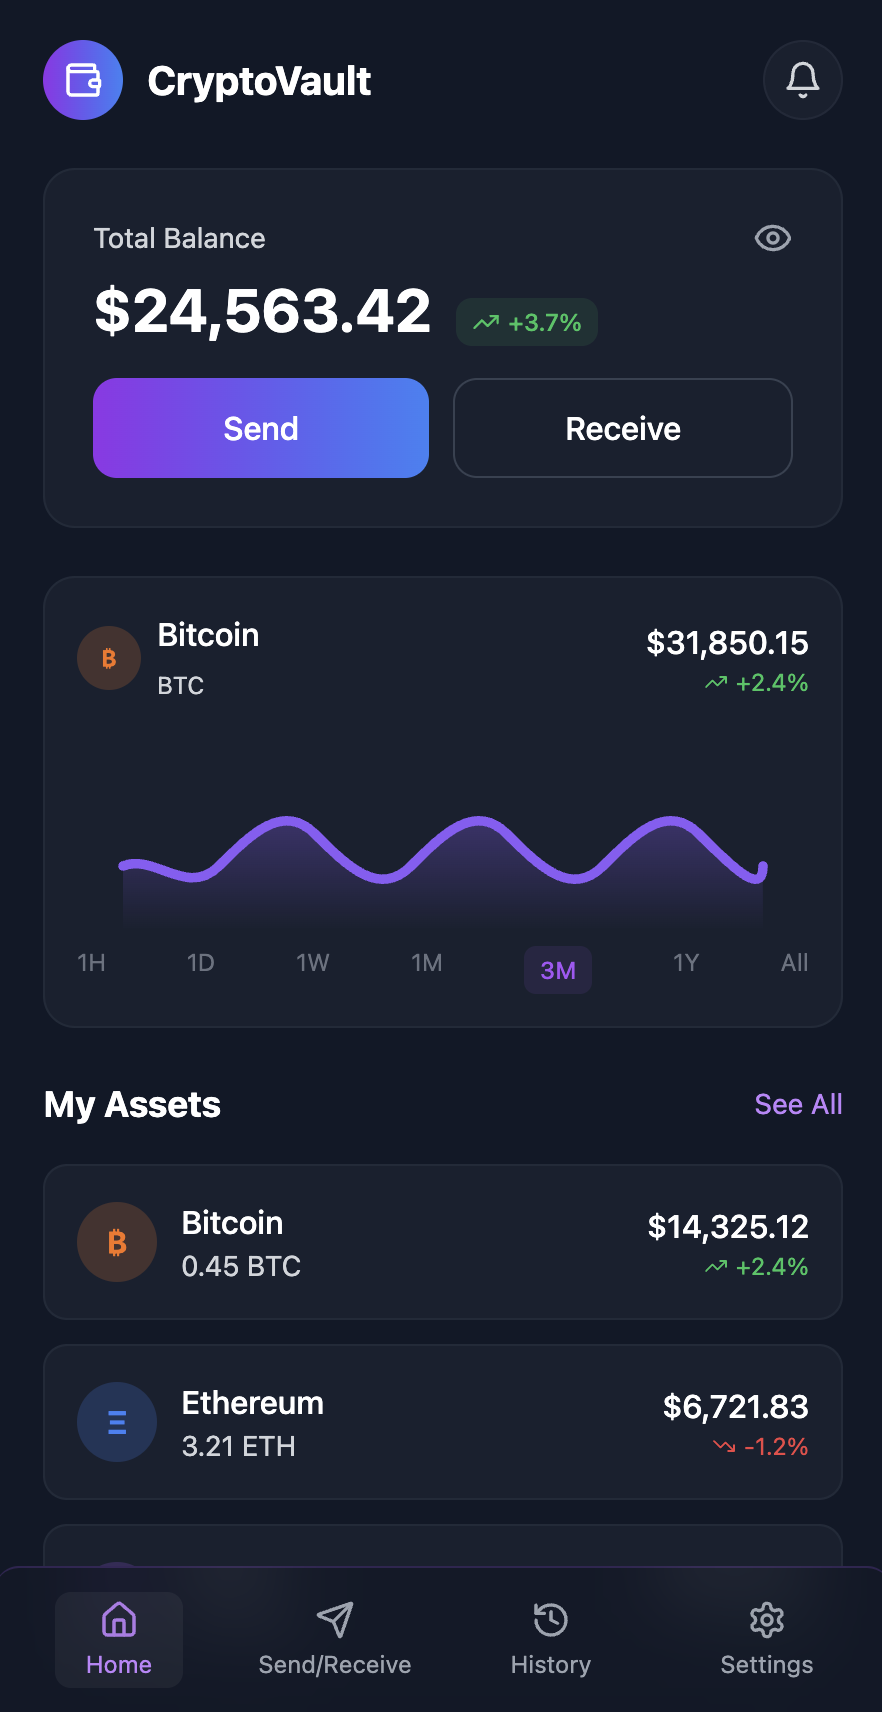 CryptoVault
Total Balance
$24,563.42 +3.7%
Send Receive
Bitcoin
$31,850.15
BTC
+2.4%
1H 1D 1W 1M 3M 1Y All
My Assets See All
Bitcoin $14,325.12
0.45 BTC +2.4%
Ethereum $6,721.83
3.21 ETH -1.2%
Home Send/Receive History Settings